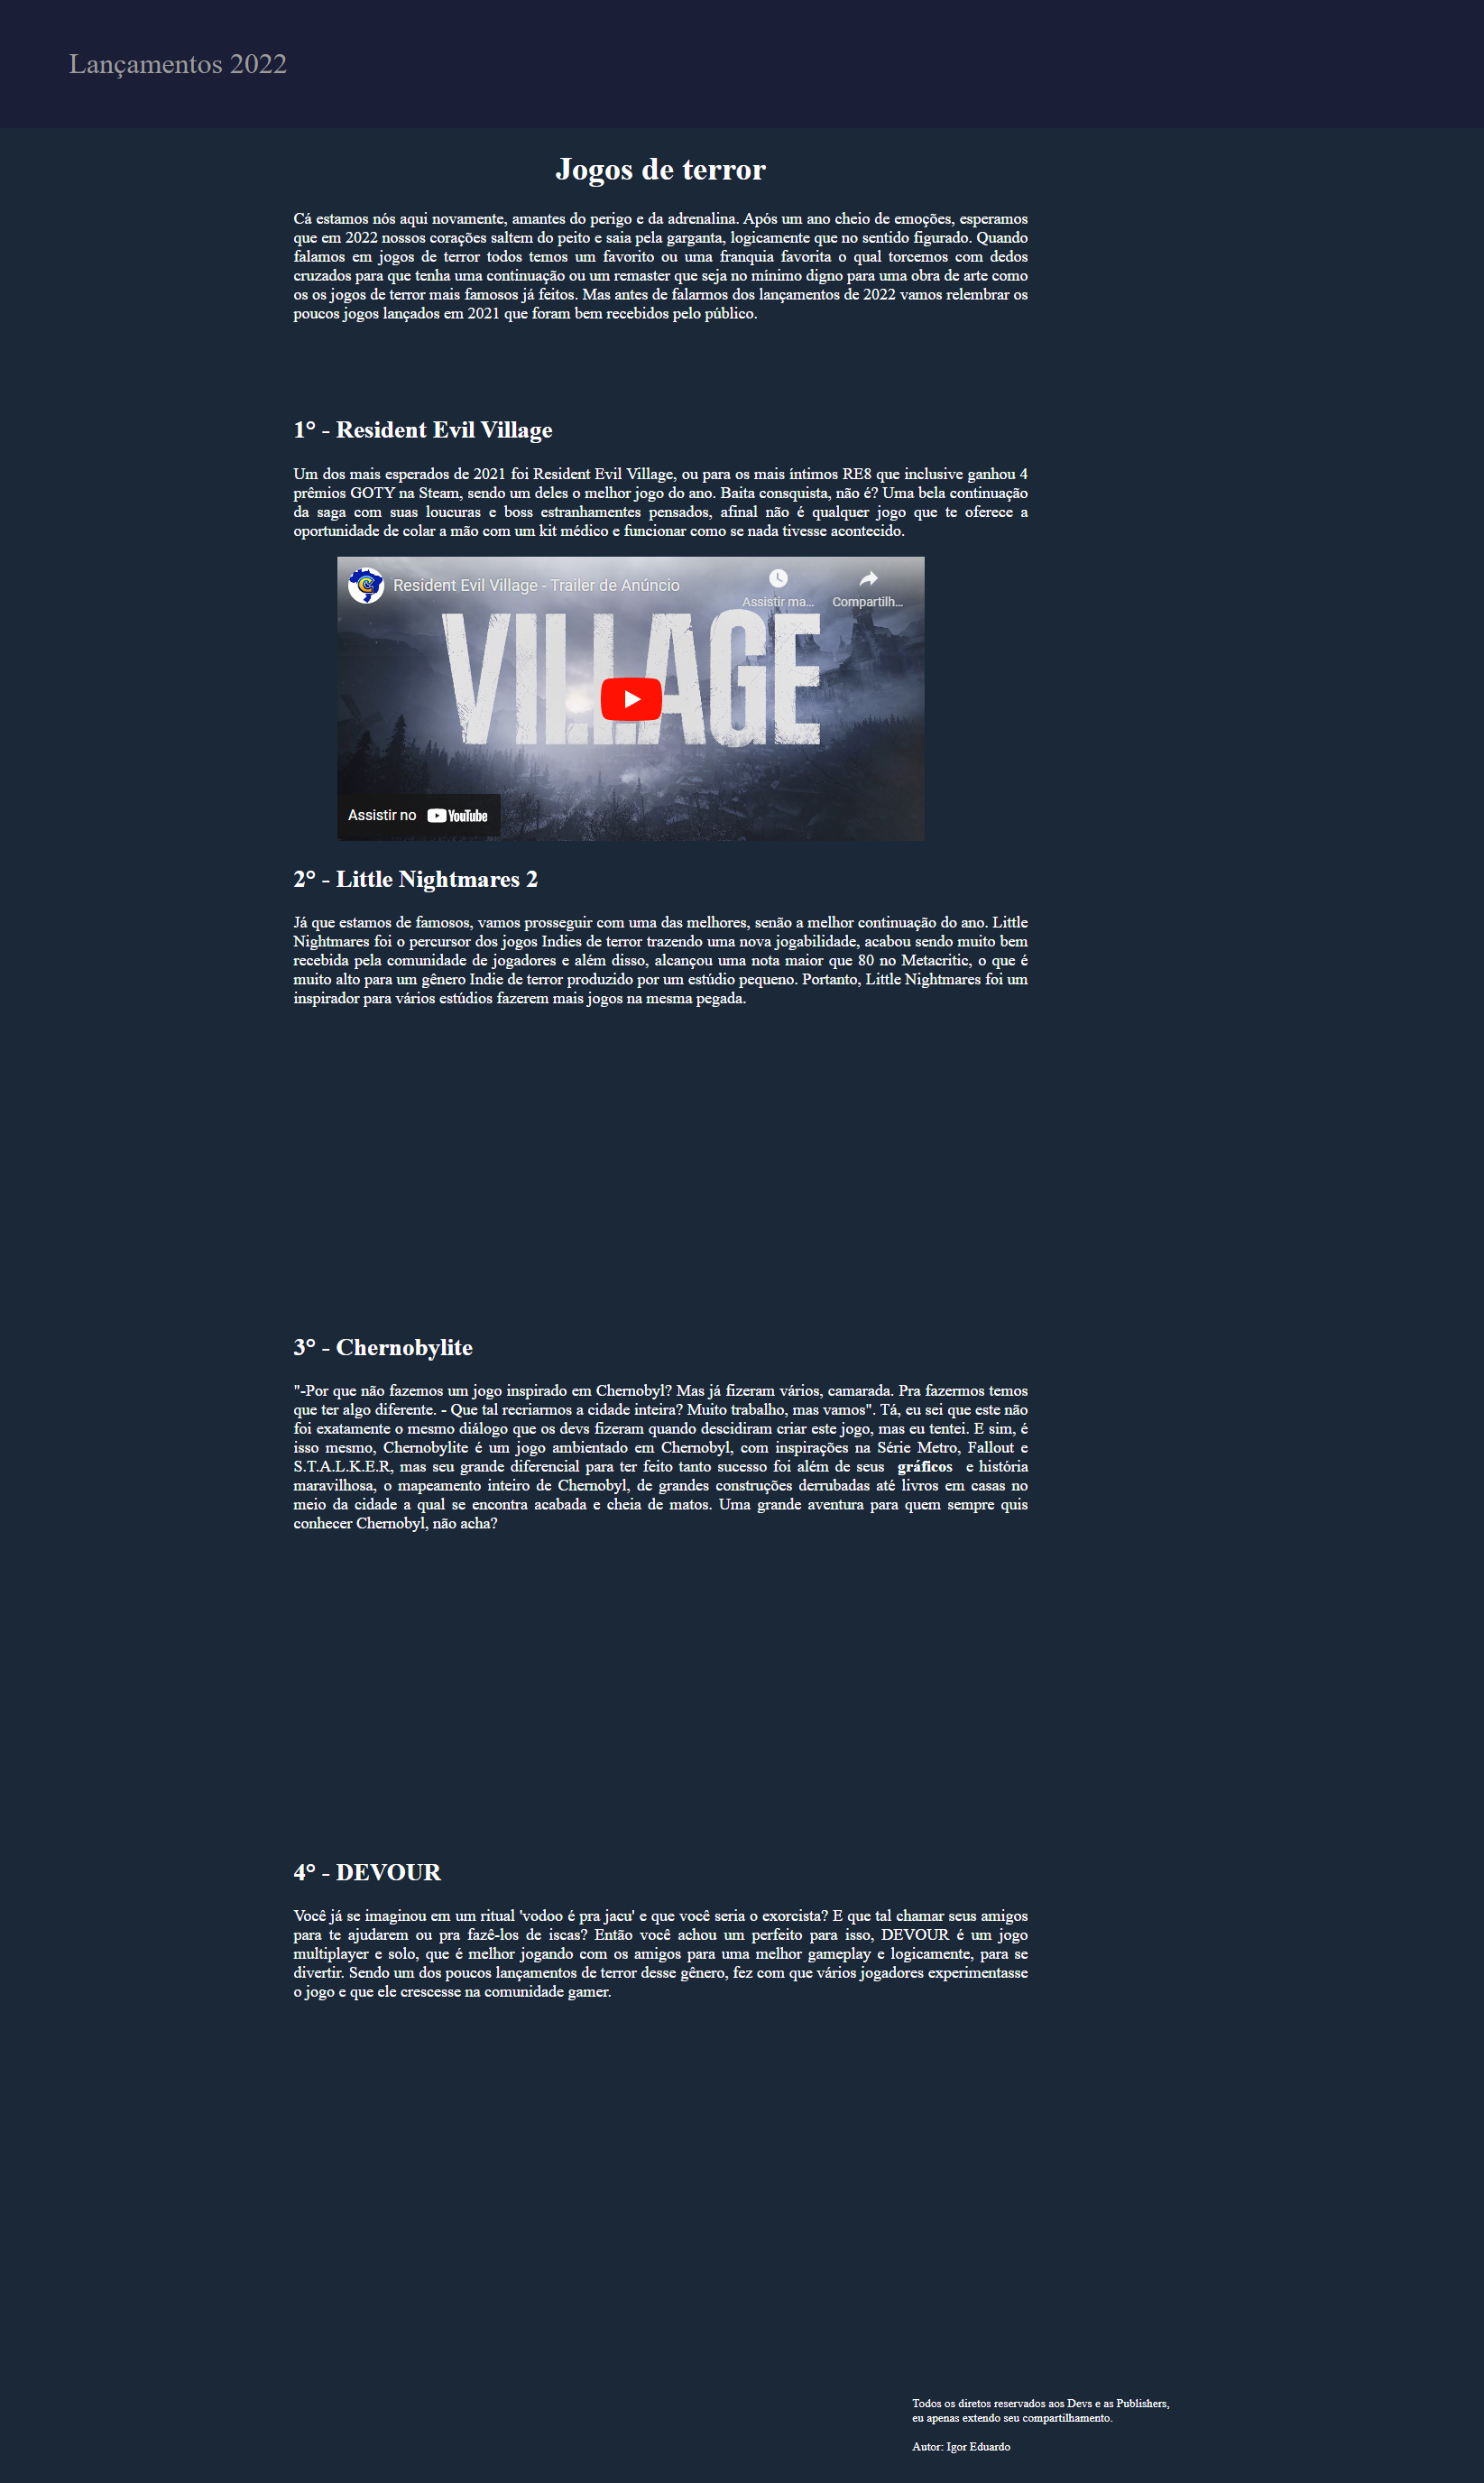 Lançamentos 2022
Jogos de terror
Cá estamos nós aqui novamente, amantes do perigo e da adrenalina. Após um ano cheio de emoções, esperamos
que em 2022 nossos corações saltem do peito e saia pela garganta, logicamente que no sentido figurado. Quando
falamos em jogos de terror todos temos um favorito ou uma franquia favorita o qual torcemos com dedos
cruzados para que tenha uma continuação ou um remaster que seja no mínimo digno para uma obra de arte como
os os jogos de terror mais famosos já feitos. Mas antes de falarmos dos lançamentos de 2022 vamos relembrar os
poucos jogos lançados em 2021 que foram bem recebidos pelo público.
1° - Resident Evil Village
Um dos mais esperados de 2021 foi Resident Evil Village, ou para os mais íntimos RE8 que inclusive ganhou 4
prêmios GOTY na Steam, sendo um deles o melhor jogo do ano. Baita consquista, não é? Uma bela continuação
da saga com suas loucuras e boss estranhamentes pensados, afinal não é qualquer jogo que te oferece a
oportunidade de colar a mão com um kit médico e funcionar como se nada tivesse acontecido.
Resident Evil Village - Trailer de Anúncio
Assistir ma... Compartilh...
VILLAGE
Assistir no YouTube
2° - Little Nightmares 2
Já que estamos de famosos, vamos prosseguir com uma das melhores, senão a melhor continuação do ano. Little
Nightmares foi o percursor dos jogos Indies de terror trazendo uma nova jogabilidade, acabou sendo muito bem
recebida pela comunidade de jogadores e além disso, alcançou uma nota maior que 80 no Metacritic, o que é
muito alto para um gênero Indie de terror produzido por um estúdio pequeno. Portanto, Little Nightmares foi um
inspirador para vários estúdios fazerem mais jogos na mesma pegada.
3° - Chernobylite
"-Por que não fazemos um jogo inspirado em Chernobyl? Mas já fizeram vários, camarada. Pra fazermos temos
que ter algo diferente. - Que tal recriarmos a cidade inteira? Muito trabalho, mas vamos". Tá, eu sei que este não
foi exatamente o mesmo diálogo que os devs fizeram quando descidiram criar este jogo, mas eu tentei. E sim, é
isso mesmo, Chernobylite é um jogo ambientado em Chernobyl, com inspirações na Série Metro, Fallout e
S.T.A.L.K.E.R, mas seu grande diferencial para ter feito tanto sucesso foi além de seus gráficos e história
maravilhosa, o mapeamento inteiro de Chernobyl, de grandes construções derrubadas até livros em casas no
meio da cidade a qual se encontra acabada e cheia de matos. Uma grande aventura para quem sempre quis
conhecer Chernobyl, não acha?
4° - DEVOUR
Você já se imaginou em um ritual 'vodoo é pra jacu' e que você seria o exorcista? E que tal chamar seus amigos
para te ajudarem ou pra fazê-los de iscas? Então você achou um perfeito para isso, DEVOUR é um jogo
multiplayer e solo, que é melhor jogando com os amigos para uma melhor gameplay e logicamente, para se
divertir. Sendo um dos poucos lançamentos de terror desse gênero, fez com que vários jogadores experimentasse
o jogo e que ele crescesse na comunidade gamer.
Todos os diretos reservados aos Devs e as Publishers,
eu apenas extendo seu compartilhamento.
Autor: Igor Eduardo